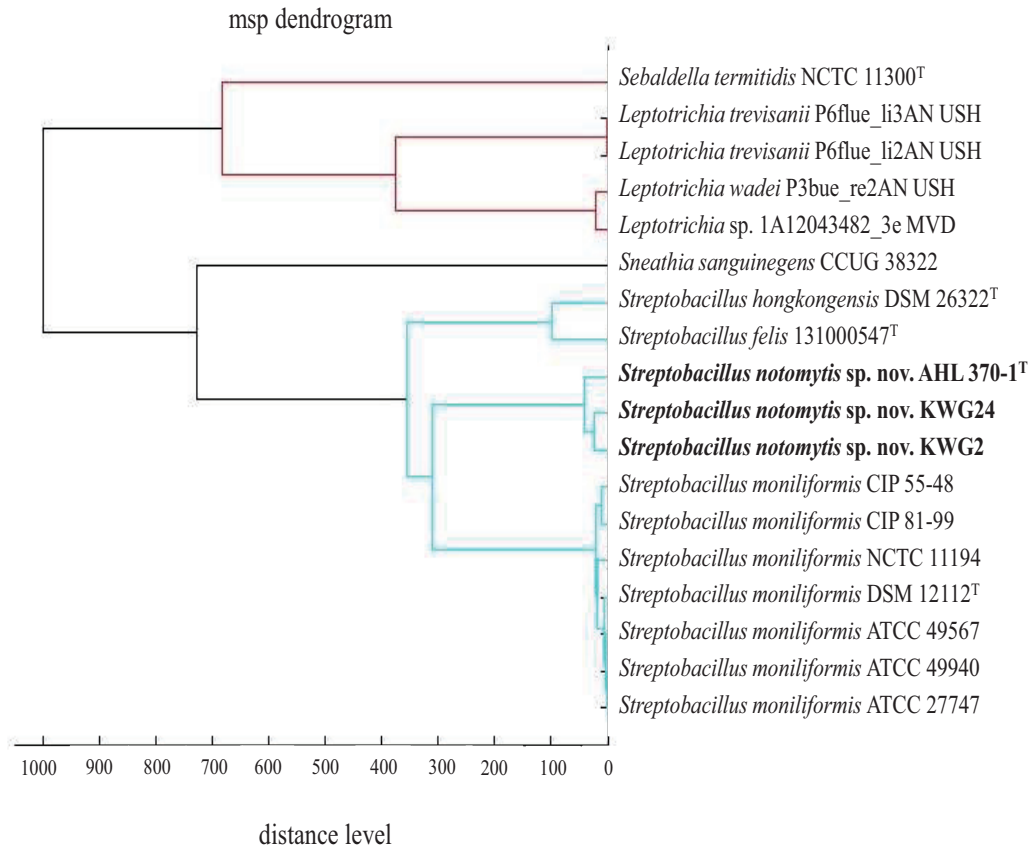 msp dendrogram
Sebaldella termitidis NCTC 11300ᵀ
Leptotrichia trevisanii P6flue_li3AN USH
Leptotrichia trevisanii P6flue_li2AN USH
Leptotrichia wadei P3bue_re2AN USH
Leptotrichia sp. 1A12043482_3e MVD
Sneathia sanguinegens CCUG 38322
Streptobacillus hongkongensis DSM 26322ᵀ
Streptobacillus felis 131000547ᵀ
Streptobacillus notomytis sp. nov. AHL 370-1ᵀ
Streptobacillus notomytis sp. nov. KWG24
Streptobacillus notomytis sp. nov. KWG2
Streptobacillus moniliformis CIP 55-48
Streptobacillus moniliformis CIP 81-99
Streptobacillus moniliformis NCTC 11194
Streptobacillus moniliformis DSM 12112ᵀ
Streptobacillus moniliformis ATCC 49567
Streptobacillus moniliformis ATCC 49940
Streptobacillus moniliformis ATCC 27747
1000 900 800 700 600 500 400 300 200 100 0
distance level